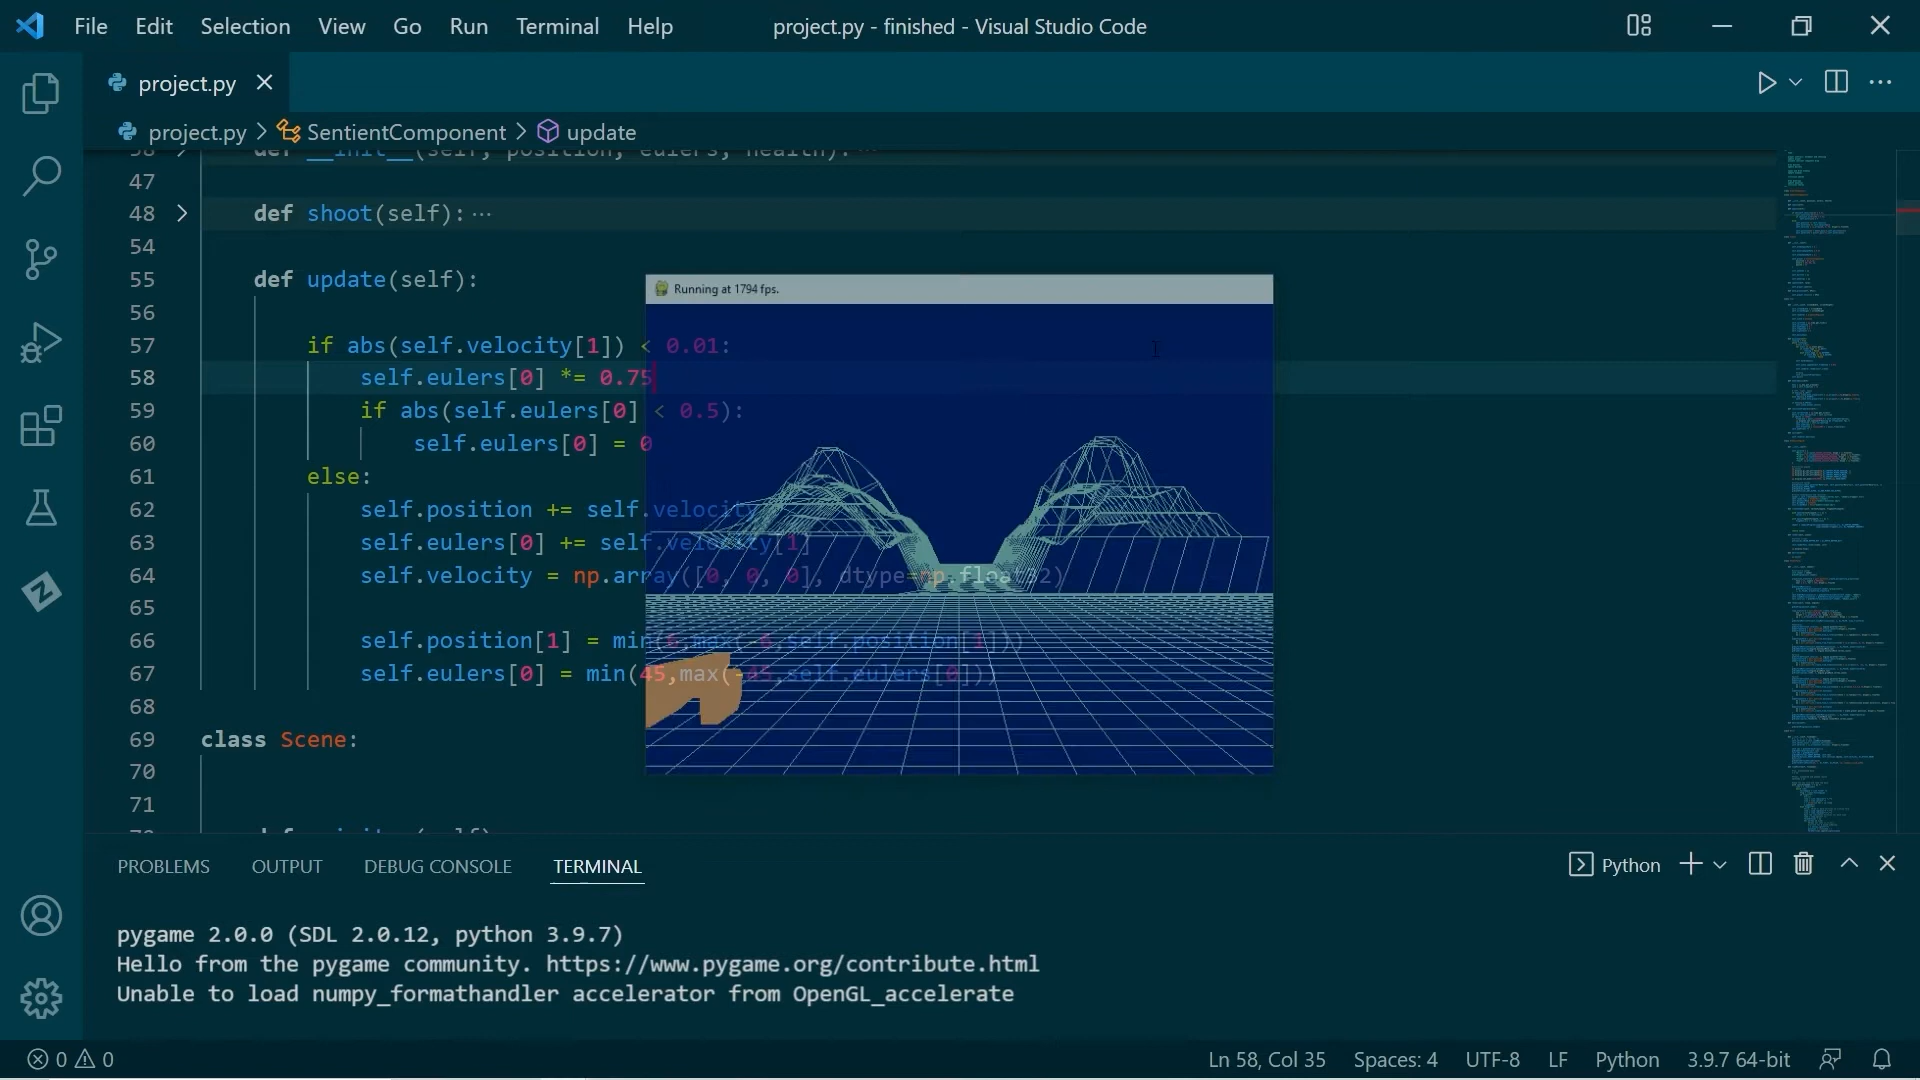 File Edit Selection View Go Run Terminal Help project.py - finished - Visual Studio Code
project.py
project.py > SentientComponent > update
def __init__(self, position, eulers, health):···
47
48 def shoot(self):···
54
55 def update(self):
56
57 if abs(self.velocity[1]) < 0.01:
58 self.eulers[0] *= 0.75
59 if abs(self.eulers[0] < 0.5):
60 self.eulers[0] = 0
61 else:
62 self.position += self.velocity
63 self.eulers[0] += self.velocity[1]
64 self.velocity = np.array([0, 0, 0], dtype=np.float32)
65
66 self.position[1] = min(6,max(-6,self.position[1]))
67 self.eulers[0] = min(45,max(-45,self.eulers[0]))
68
69 class Scene:
70
71
Running at 1794 fps.
PROBLEMS OUTPUT DEBUG CONSOLE TERMINAL Python
pygame 2.0.0 (SDL 2.0.12, python 3.9.7)
Hello from the pygame community. https://www.pygame.org/contribute.html
Unable to load numpy_formathandler accelerator from OpenGL_accelerate
0 0 Ln 58, Col 35 Spaces: 4 UTF-8 LF Python 3.9.7 64-bit